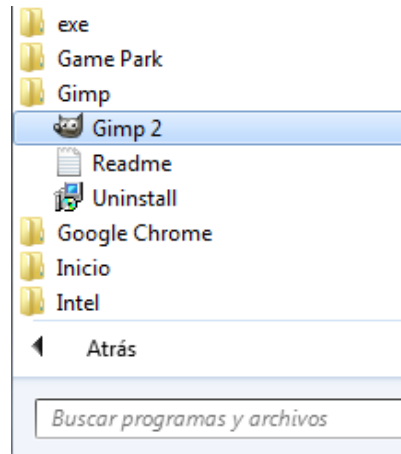 exe
Game Park
Gimp
Gimp 2
Readme
Uninstall
Google Chrome
Inicio
Intel
Atrás
Buscar programas y archivos